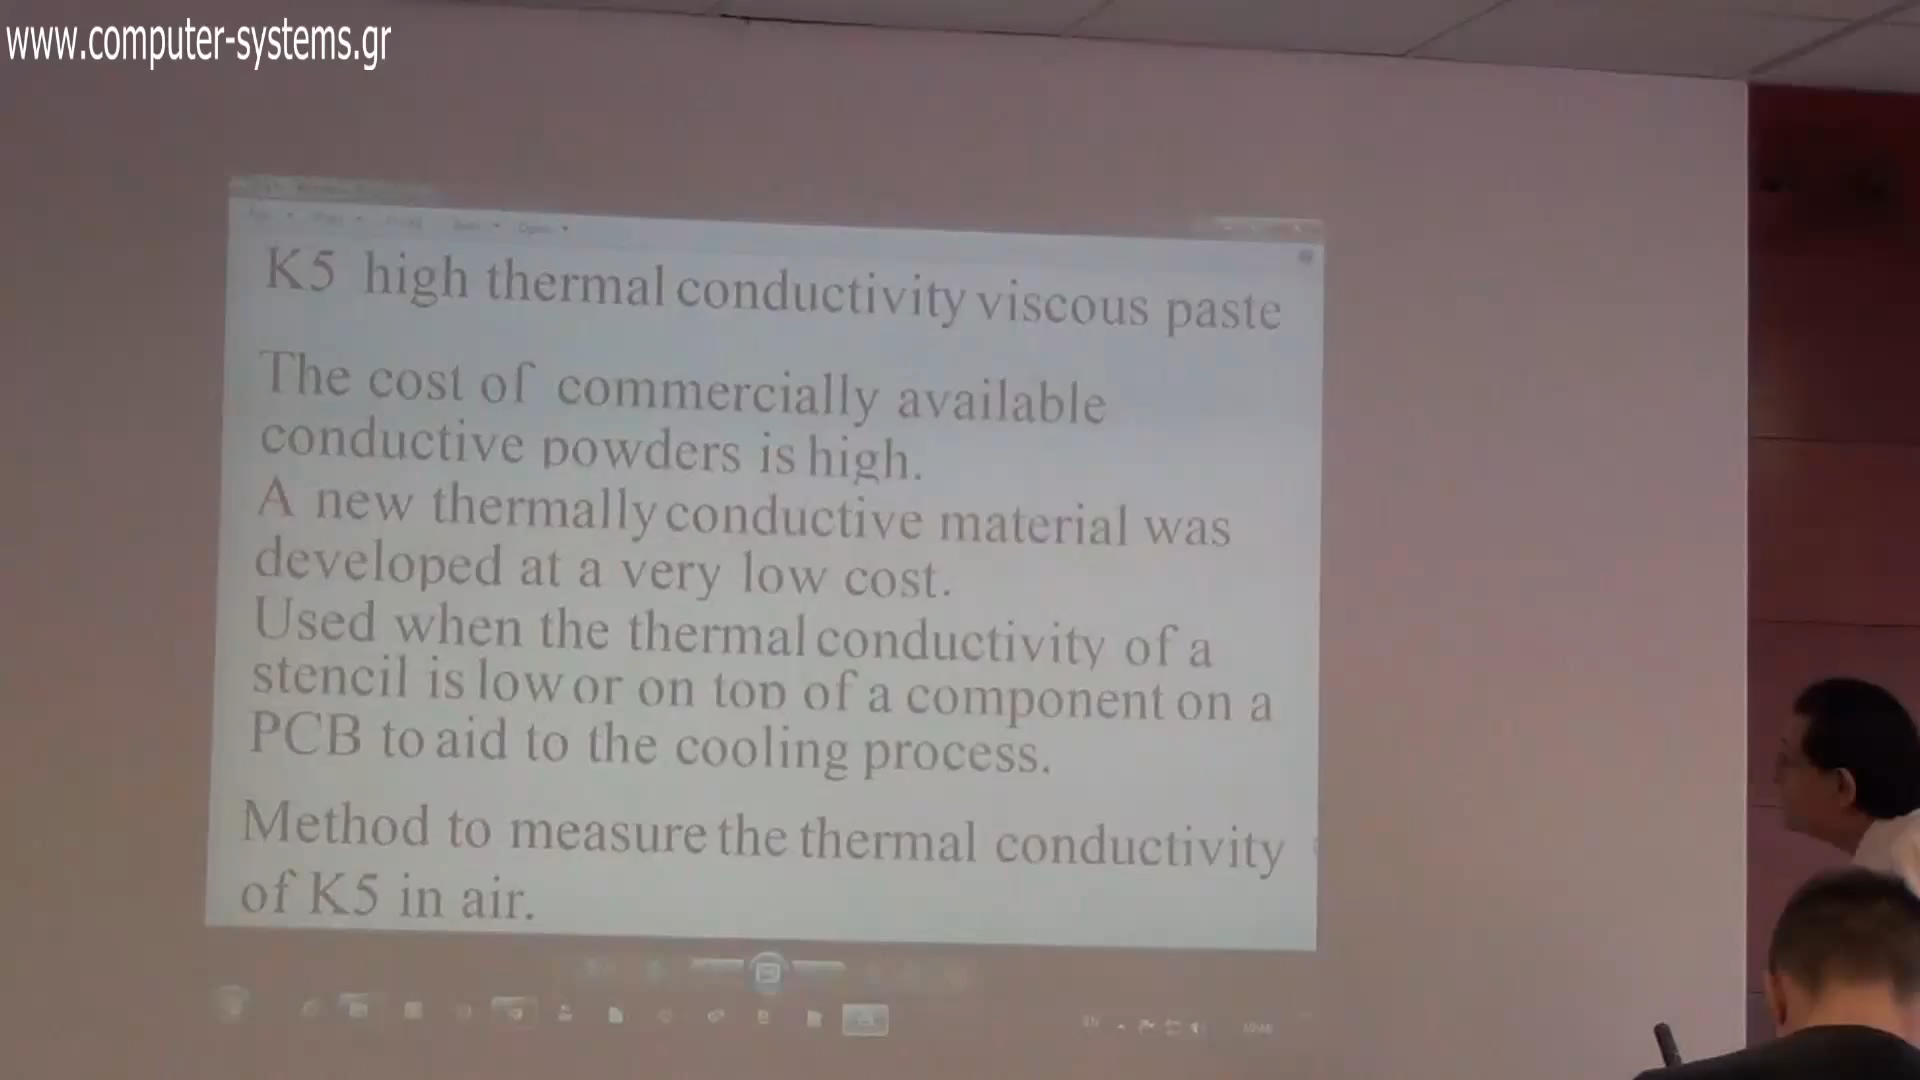 www.computer-systems.gr
K5 high thermal conductivity viscous paste
The cost of commercially available
conductive powders is high.
A new thermally conductive material was
developed at a very low cost.
Used when the thermal conductivity of a
stencil is low or on top of a component on a
PCB to aid to the cooling process.
Method to measure the thermal conductivity
of K5 in air.
EN